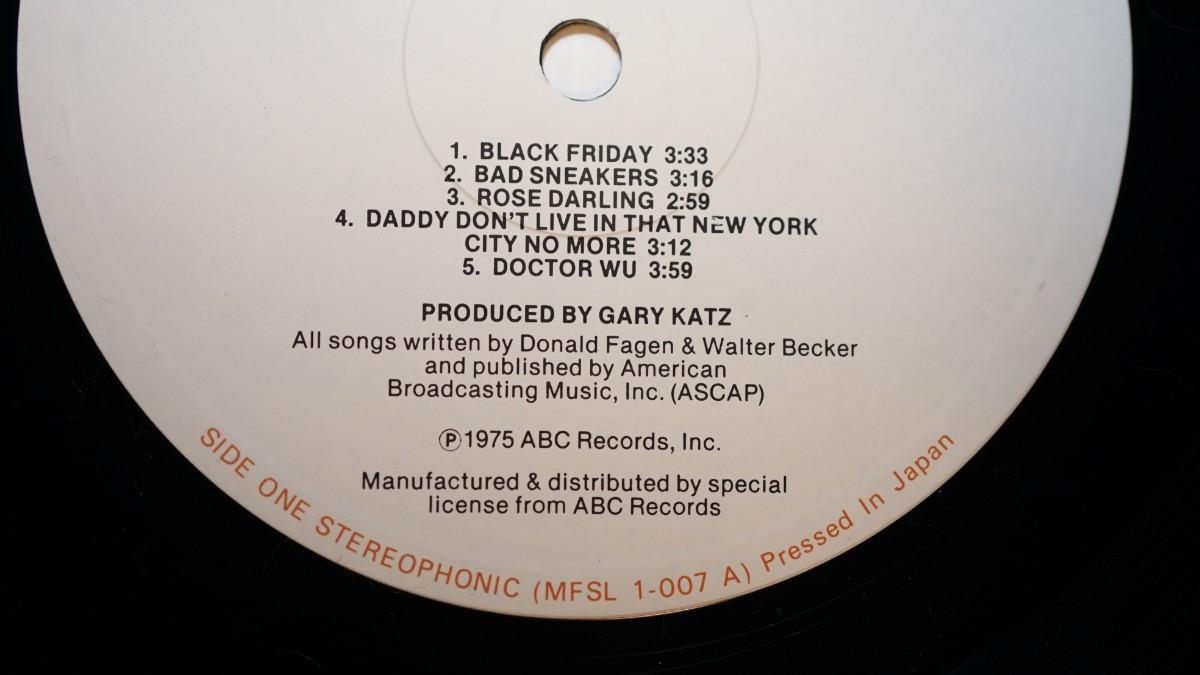 1. BLACK FRIDAY 3:33
2. BAD SNEAKERS 3:16
3. ROSE DARLING 2:59
4. DADDY DON'T LIVE IN THAT NEW YORK
CITY NO MORE 3:12
5. DOCTOR WU 3:59
PRODUCED BY GARY KATZ
All songs written by Donald Fagen & Walter Becker
and published by American
Broadcasting Music, Inc. (ASCAP)
℗1975 ABC Records, Inc.
Manufactured & distributed by special
license from ABC Records
SIDE ONE STEREOPHONIC (MFSL 1-007 A) Pressed In Japan